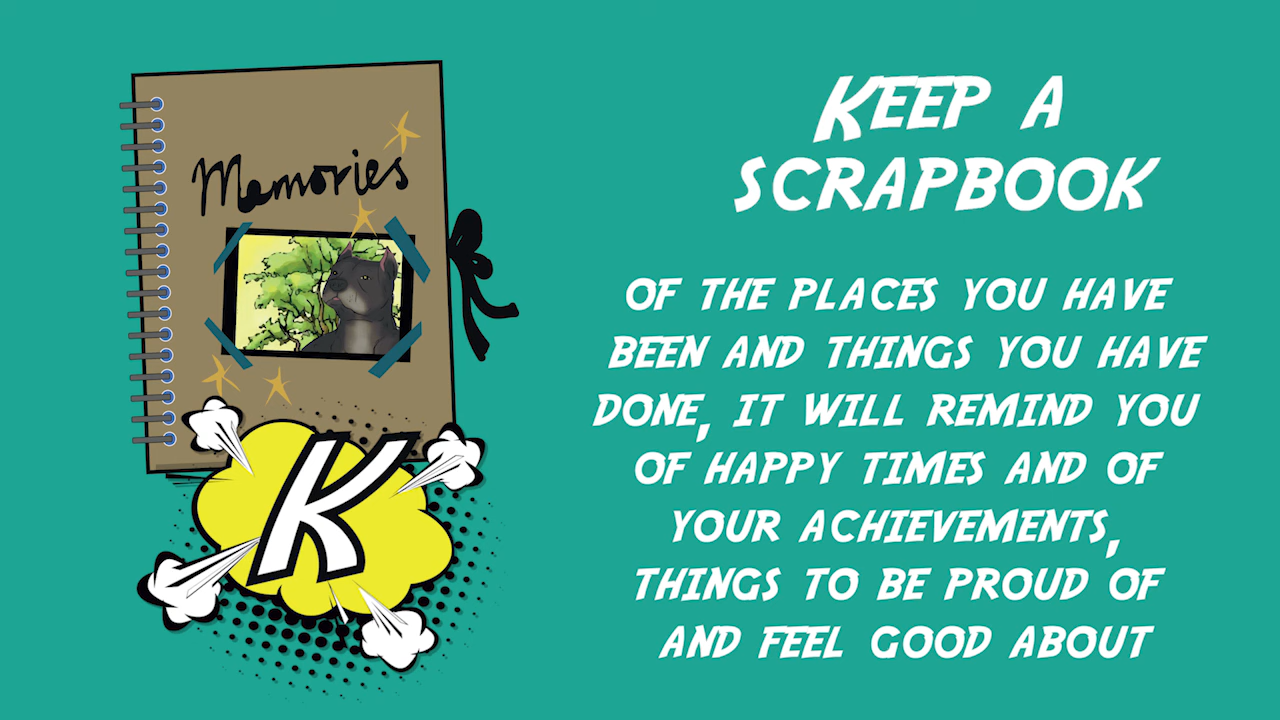 Memories
K
KEEP A
SCRAPBOOK
OF THE PLACES YOU HAVE
BEEN AND THINGS YOU HAVE
DONE, IT WILL REMIND YOU
OF HAPPY TIMES AND OF
YOUR ACHIEVEMENTS,
THINGS TO BE PROUD OF
AND FEEL GOOD ABOUT